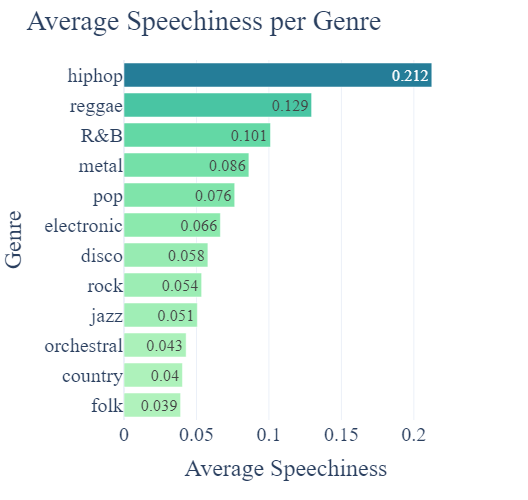 Average Speechiness per Genre
Genre
hiphop 0.212
reggae 0.129
R&B 0.101
metal 0.086
pop 0.076
electronic 0.066
disco 0.058
rock 0.054
jazz 0.051
orchestral 0.043
country 0.04
folk 0.039
0 0.05 0.1 0.15 0.2
Average Speechiness